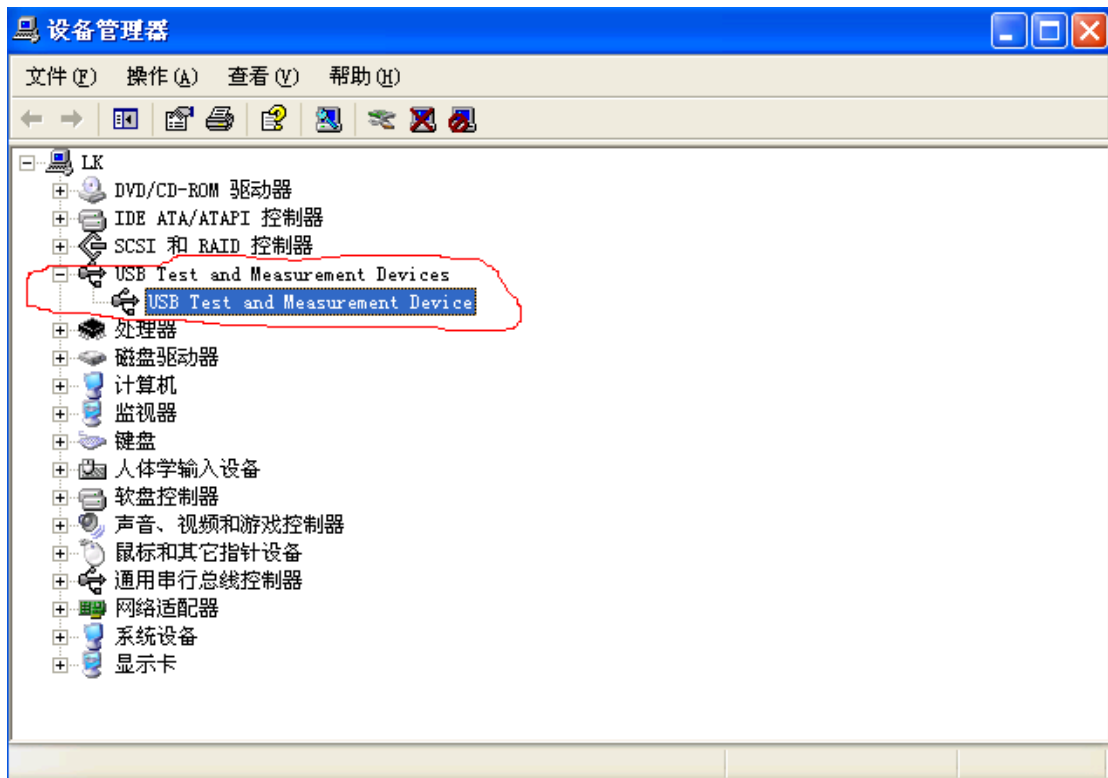 设备管理器
文件(F) 操作(A) 查看(V) 帮助(H)
LK
DVD/CD-ROM 驱动器
IDE ATA/ATAPI 控制器
SCSI 和 RAID 控制器
USB Test and Measurement Devices
USB Test and Measurement Device
处理器
磁盘驱动器
计算机
监视器
键盘
人体学输入设备
软盘控制器
声音、视频和游戏控制器
鼠标和其它指针设备
通用串行总线控制器
网络适配器
系统设备
显示卡